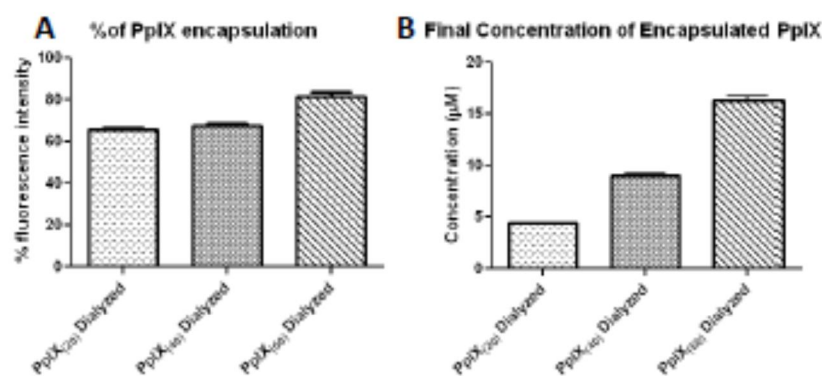 A %of PpIX encapsulation
% fluorescence intensity
100
80
60
40
20
0
PpIX(20) Dialyzed
PpIX(40) Dialyzed
PpIX(60) Dialyzed
B Final Concentration of Encapsulated PpIX
Concentration (µM)
20
15
10
5
0
PpIX(20) Dialyzed
PpIX(40) Dialyzed
PpIX(60) Dialyzed